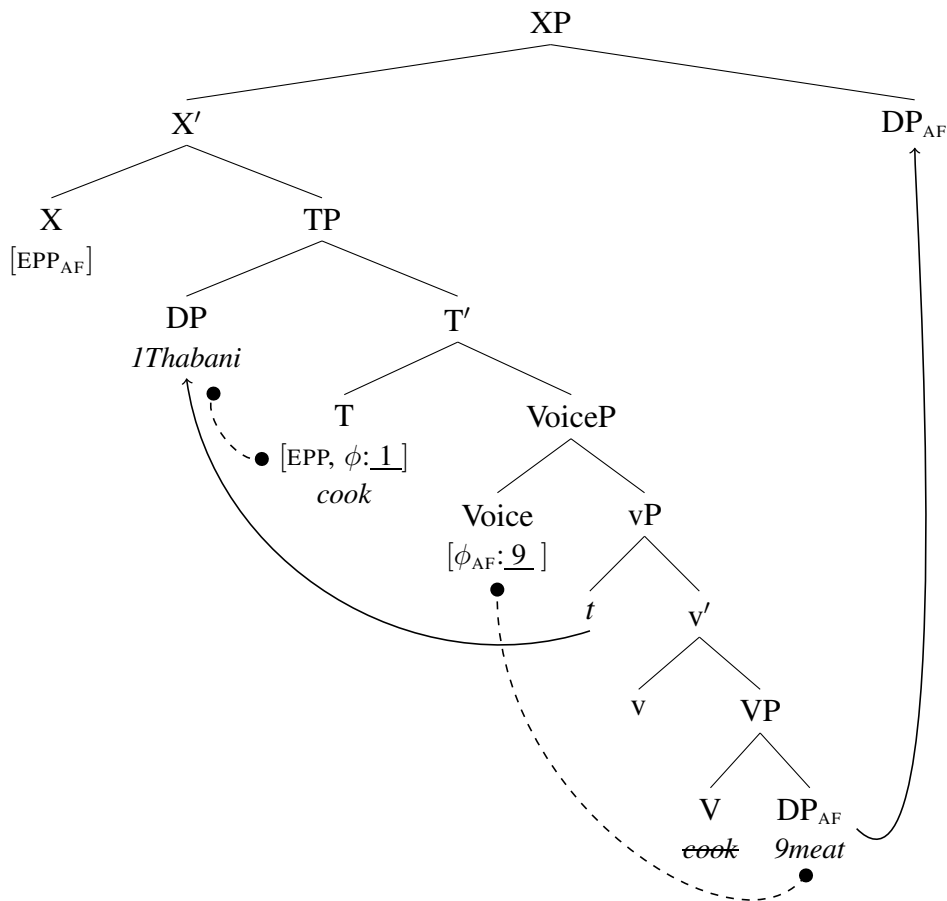 XP
X′ DP_AF
X TP
[EPP_AF]
DP T′
1Thabani
T VoiceP
[EPP, ϕ: 1 ]
cook
Voice vP
[ϕ_AF: 9 ]
t v′
v VP
V DP_AF
cook 9meat